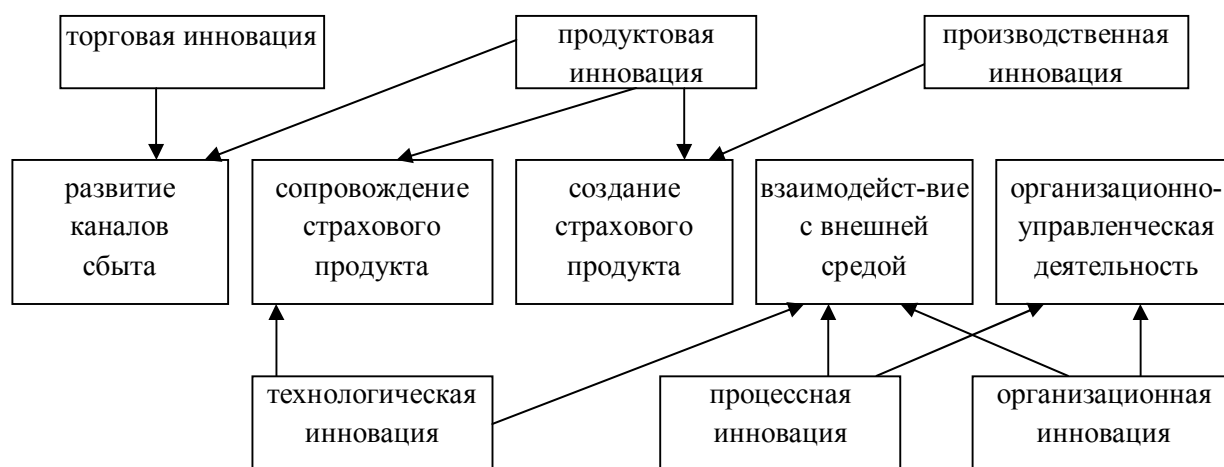 торговая инновация
продуктовая
инновация
производственная
инновация
развитие
каналов
сбыта
сопровождение
страхового
продукта
создание
страхового
продукта
взаимодейст-вие
с внешней
средой
организационно-
управленческая
деятельность
технологическая
инновация
процессная
инновация
организационная
инновация